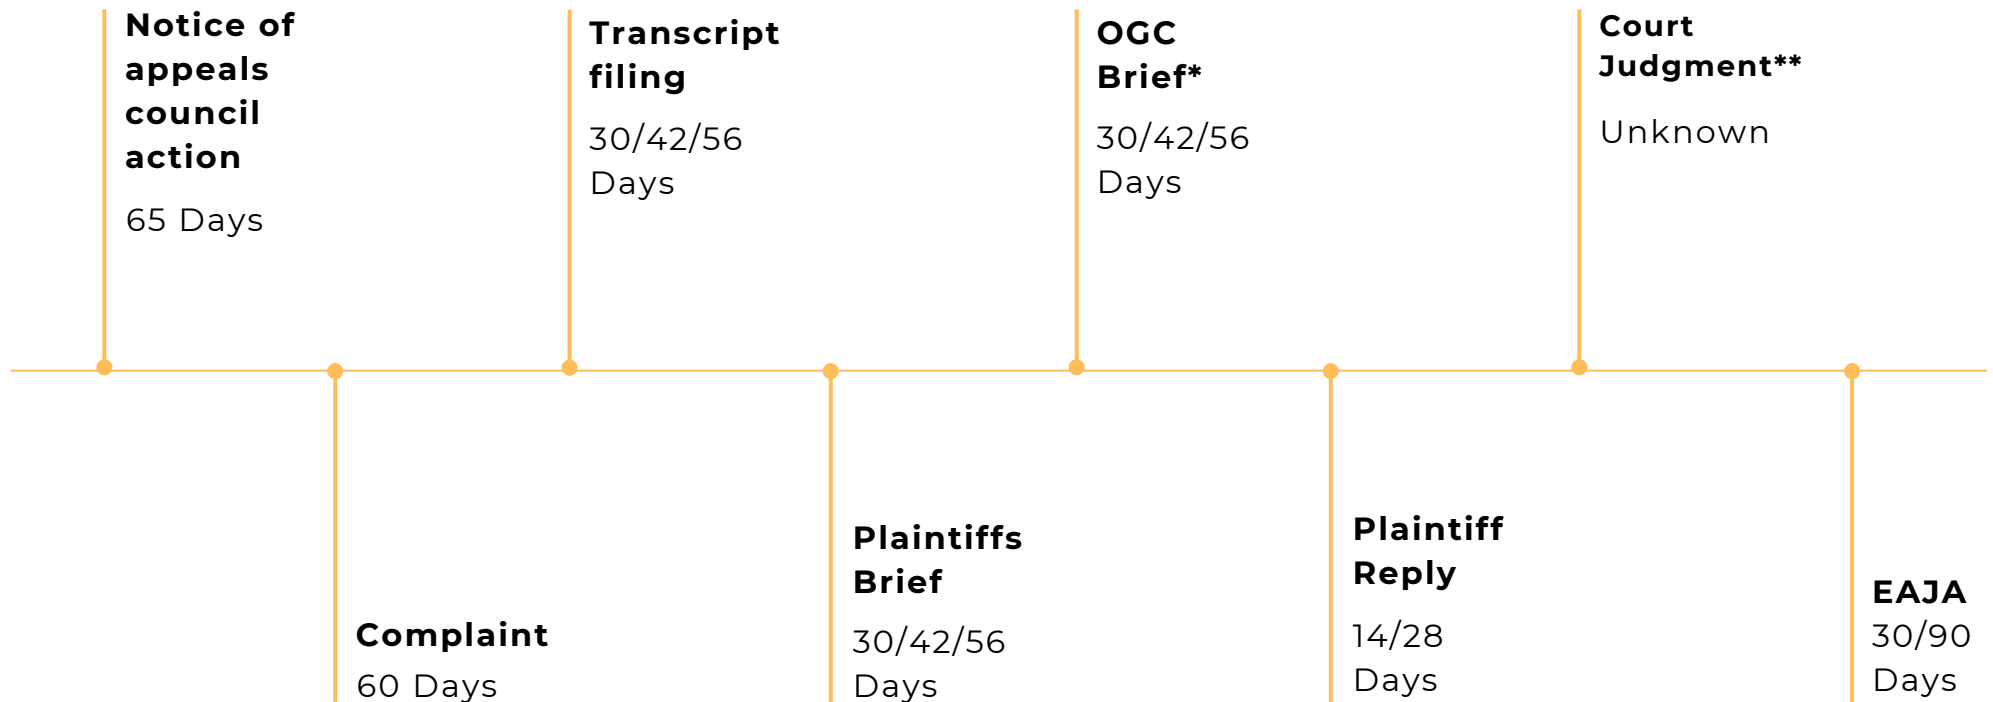 Notice of
appeals
council
action
65 Days
Complaint
60 Days
Transcript
filing
30/42/56
Days
Plaintiffs
Brief
30/42/56
Days
OGC
Brief*
30/42/56
Days
Plaintiff
Reply
14/28
Days
Court
Judgment**
Unknown
EAJA
30/90
Days